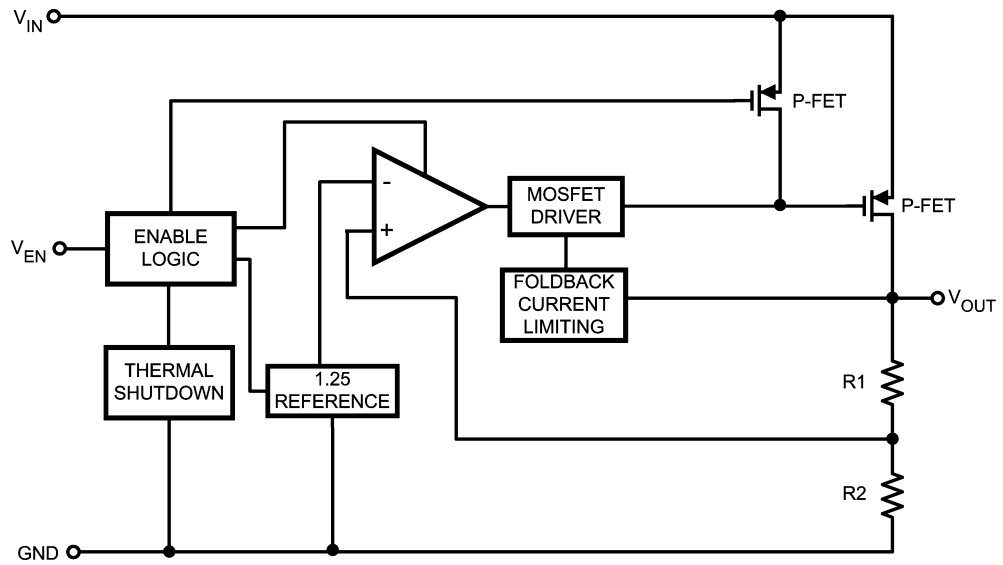 VIN
P-FET
P-FET
-
MOSFET
DRIVER
+
ENABLE
LOGIC
VEN
FOLDBACK
CURRENT
LIMITING
VOUT
THERMAL
SHUTDOWN
1.25
REFERENCE
R1
R2
GND